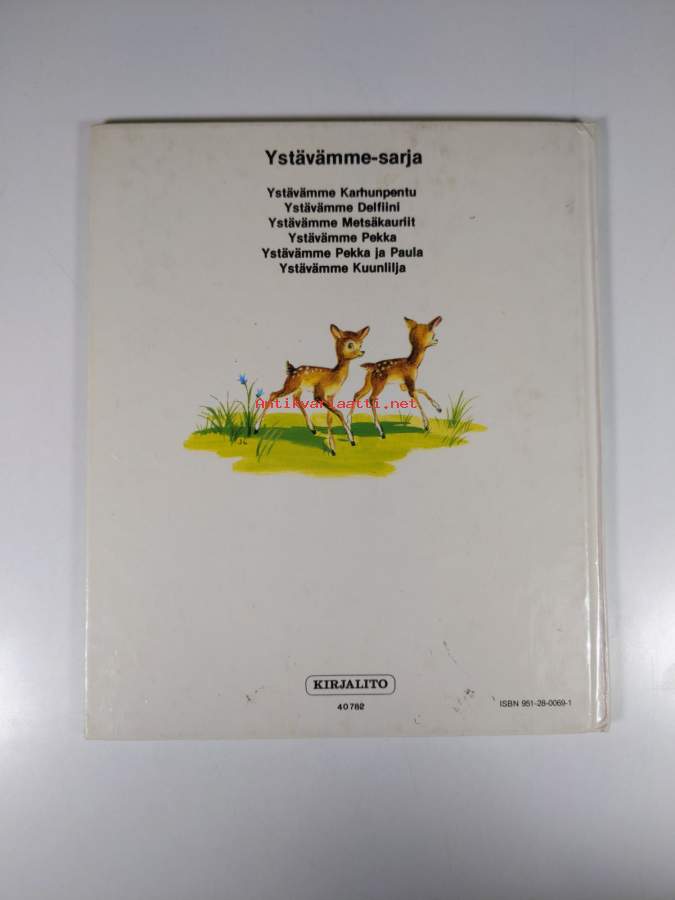 Ystävämme-sarja
Ystävämme Karhunpentu
Ystävämme Delfiini
Ystävämme Metsäkauriit
Ystävämme Pekka
Ystävämme Pekka ja Paula
Ystävämme Kuunlilja
Antikvariaatti.net
KIRJALITO
40782
ISBN 951-28-0069-1